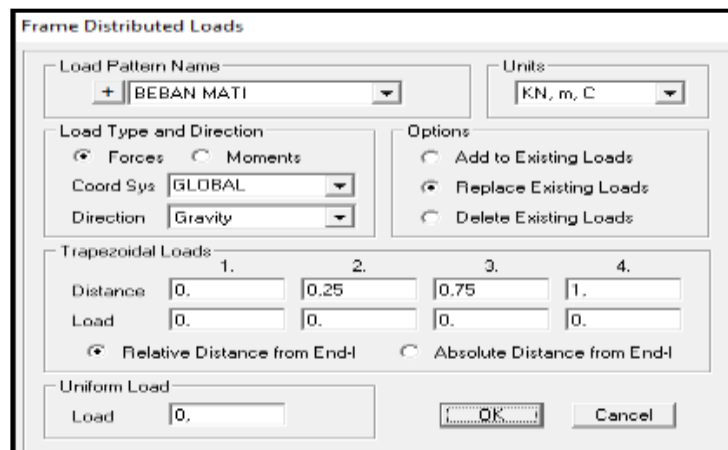 Frame Distributed Loads
Load Pattern Name
+ BEBAN MATI
Units
KN, m, C
Load Type and Direction
Forces Moments
Coord Sys GLOBAL
Direction Gravity
Options
Add to Existing Loads
Replace Existing Loads
Delete Existing Loads
Trapezoidal Loads
1. 2. 3. 4.
Distance 0. 0.25 0.75 1.
Load 0. 0. 0. 0.
Relative Distance from End-I Absolute Distance from End-I
Uniform Load
Load 0,
OK Cancel